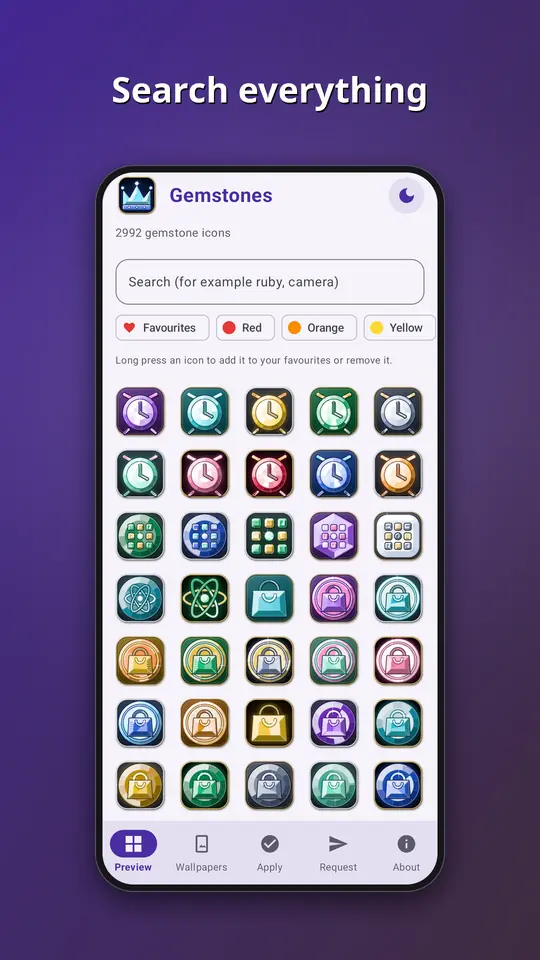 Search everything
Gemstones
2992 gemstone icons
Search (for example ruby, camera)
Favourites
Red
Orange
Yellow
Long press an icon to add it to your favourites or remove it.
Preview
Wallpapers
Apply
Request
About